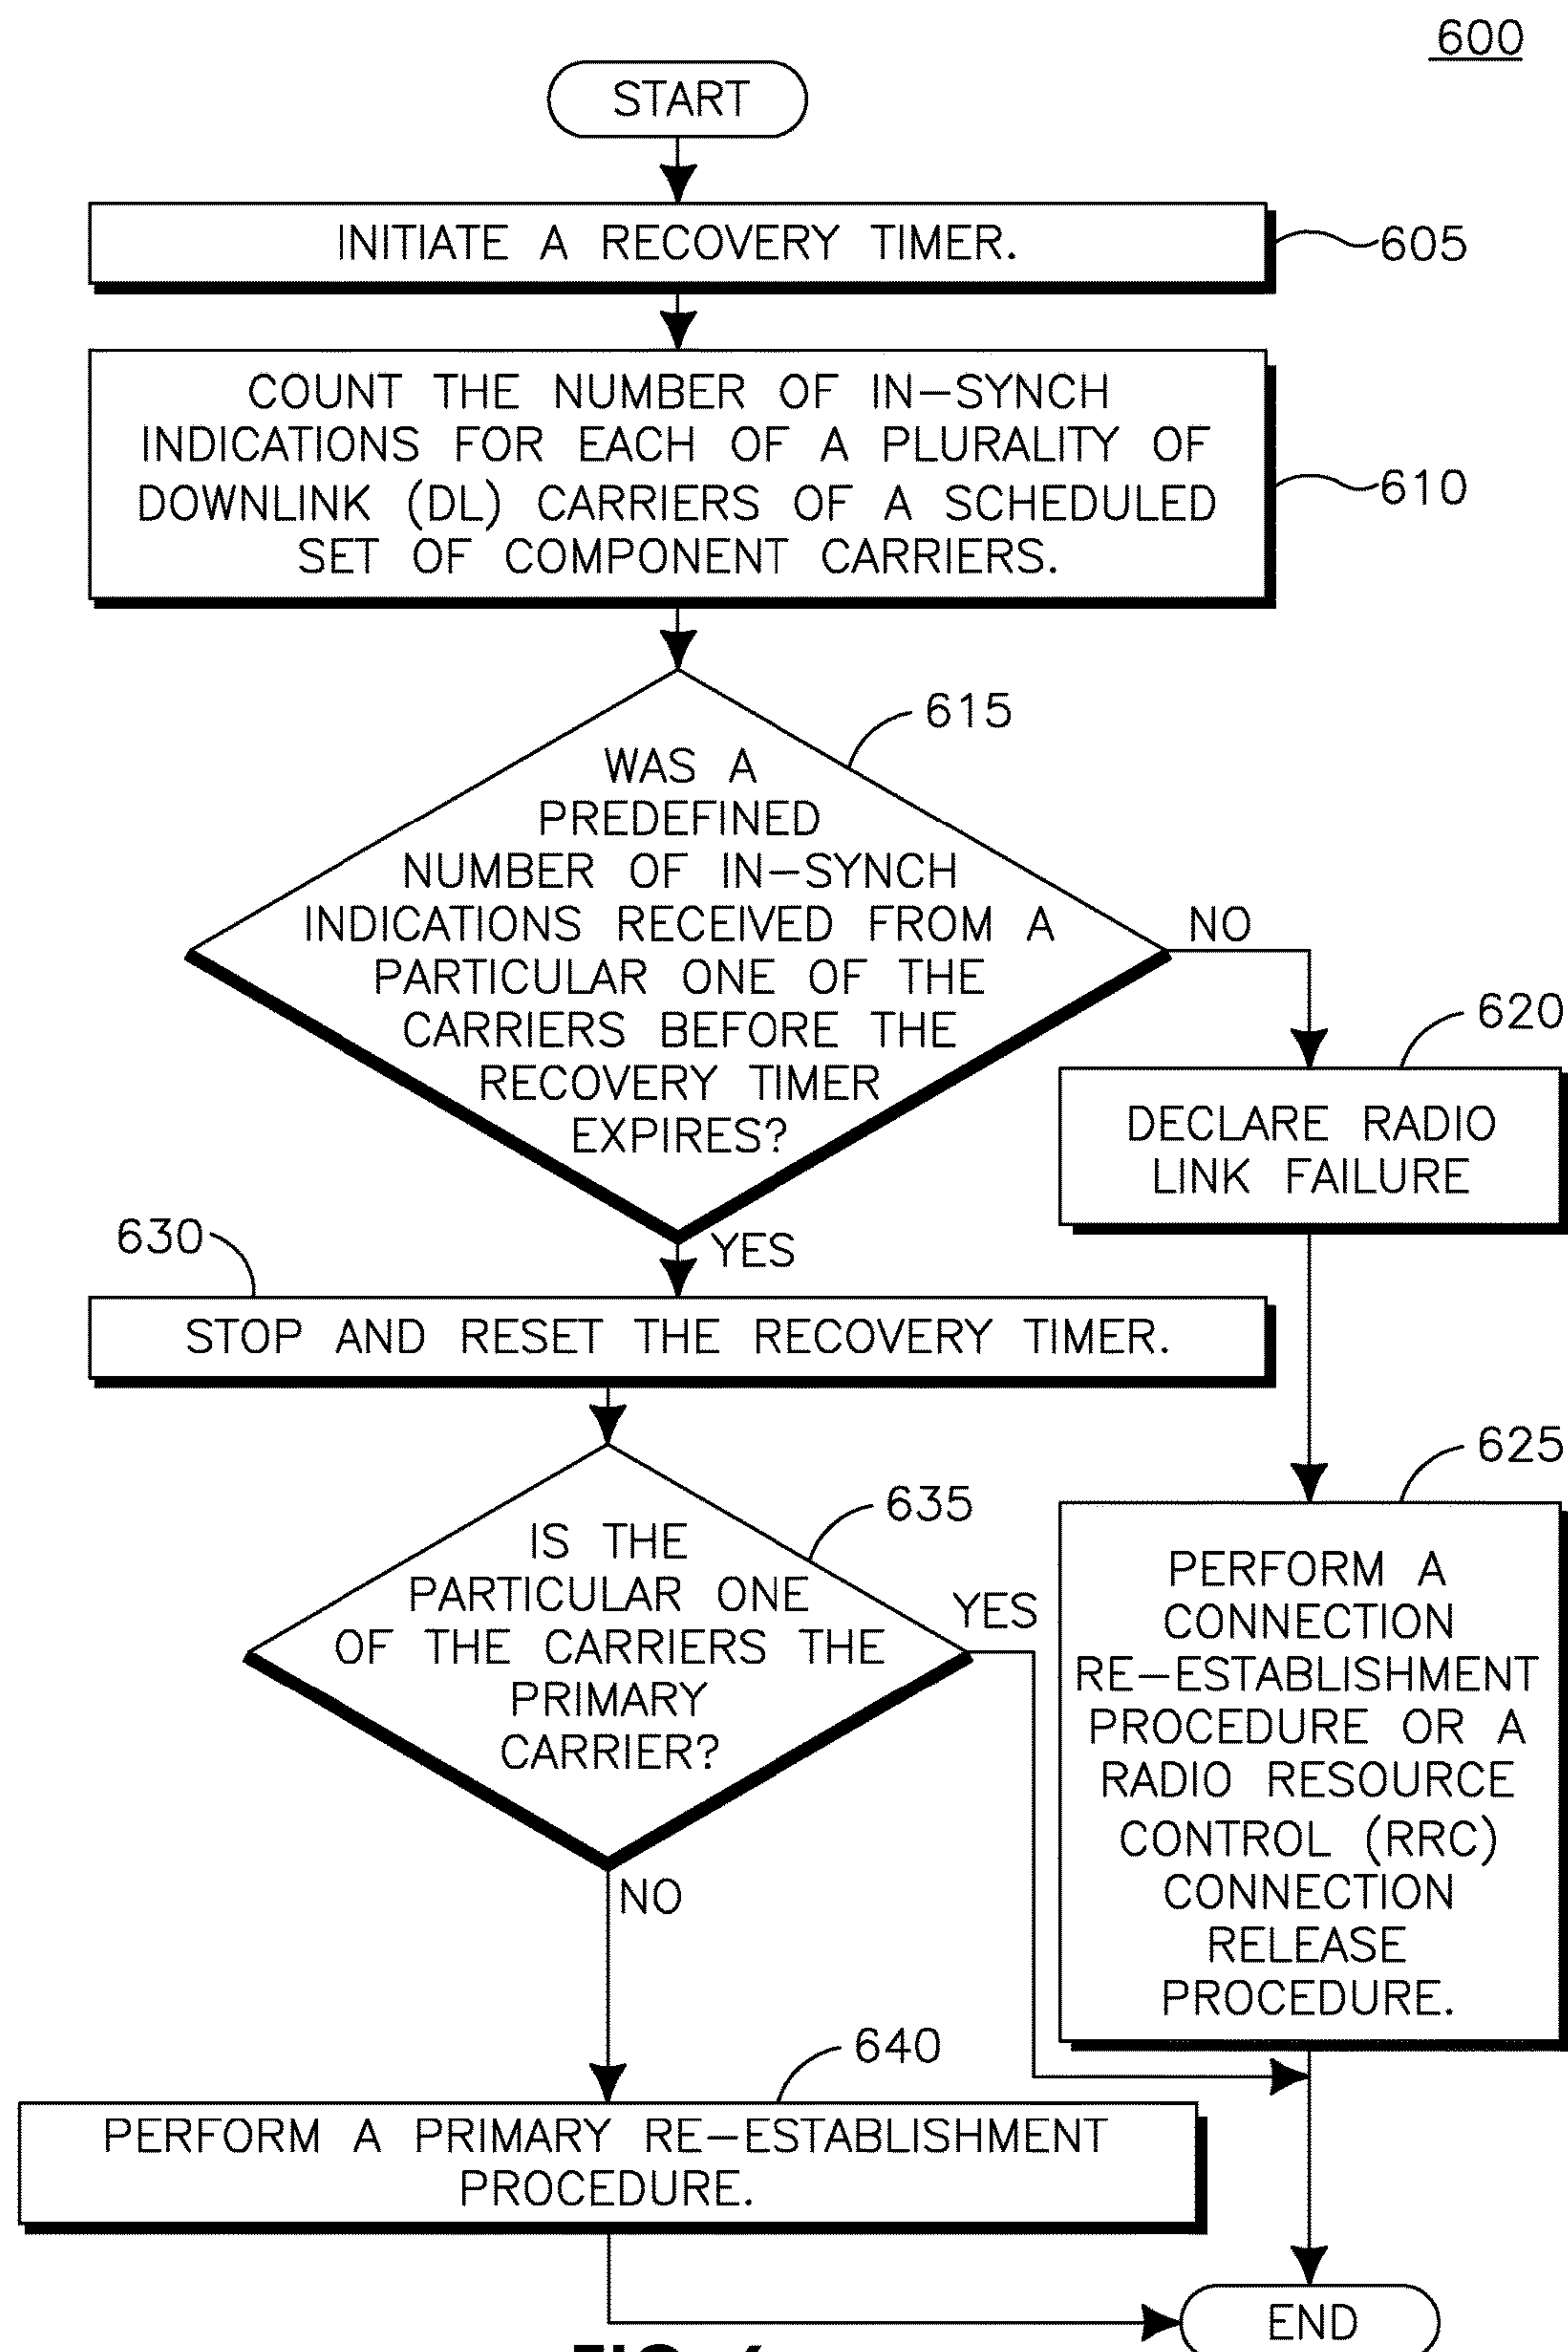 600
START
INITIATE A RECOVERY TIMER.
605
COUNT THE NUMBER OF IN-SYNCH
INDICATIONS FOR EACH OF A PLURALITY OF
DOWNLINK (DL) CARRIERS OF A SCHEDULED
SET OF COMPONENT CARRIERS.
610
615
WAS A
PREDEFINED
NUMBER OF IN-SYNCH
INDICATIONS RECEIVED FROM A
PARTICULAR ONE OF THE
CARRIERS BEFORE THE
RECOVERY TIMER
EXPIRES?
NO
620
DECLARE RADIO
LINK FAILURE
YES
630
STOP AND RESET THE RECOVERY TIMER.
635
IS THE
PARTICULAR ONE
OF THE CARRIERS THE
PRIMARY
CARRIER?
YES
625
PERFORM A
CONNECTION
RE-ESTABLISHMENT
PROCEDURE OR A
RADIO RESOURCE
CONTROL (RRC)
CONNECTION
RELEASE
PROCEDURE.
NO
640
PERFORM A PRIMARY RE-ESTABLISHMENT
PROCEDURE.
END